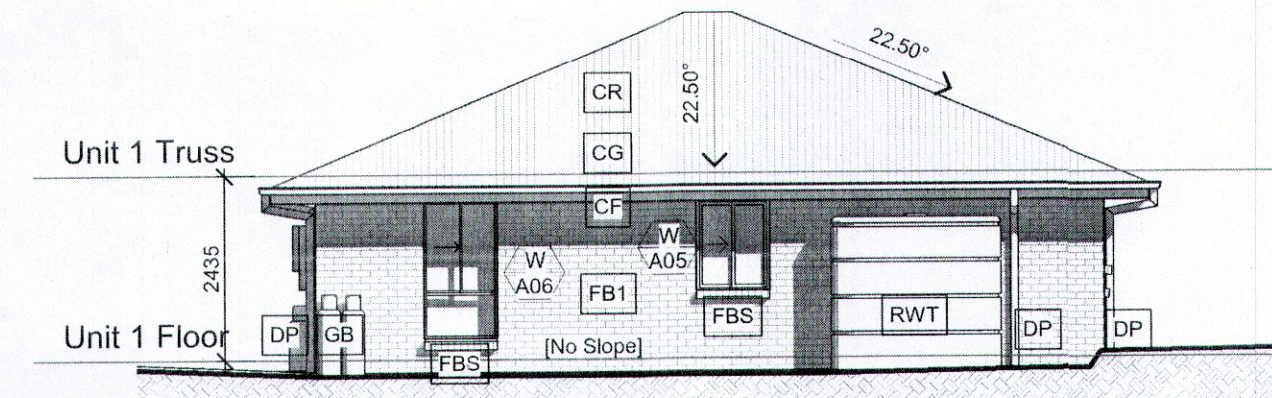 22.50°
CR
22.50°
CG
Unit 1 Truss
CF
W
A05
W
A06
2435
FB1
FBS
RWT
DP
GB
DP
DP
Unit 1 Floor
[No Slope]
FBS